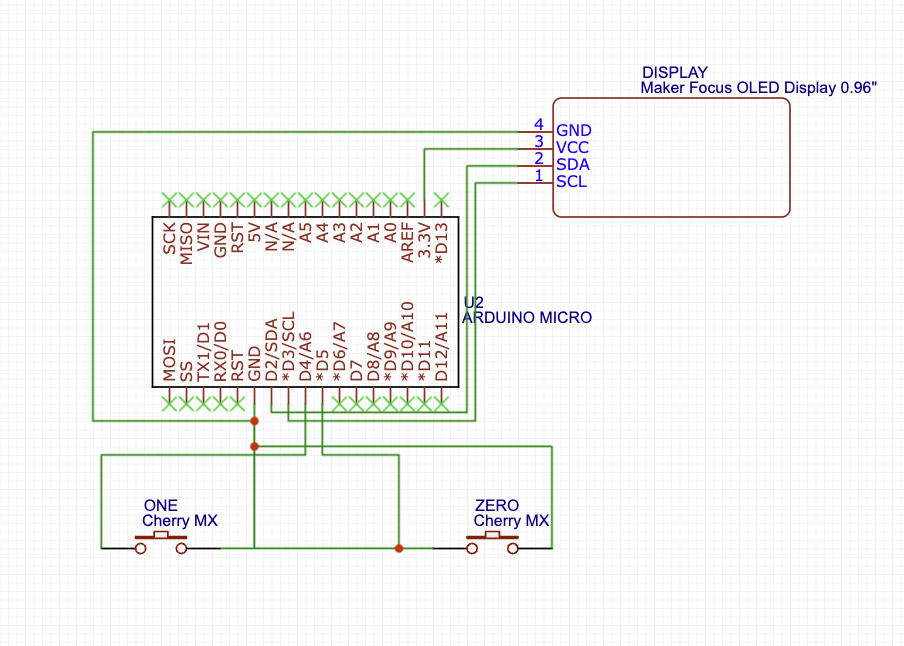 DISPLAY
Maker Focus OLED Display 0.96"
4 GND
3 VCC
2 SDA
1 SCL
SCK
MISO
VIN
GND
RST
5V
N/A
N/A
A5
A4
A3
A2
A1
A0
AREF
3.3V
*D13
U2
ARDUINO MICRO
MOSI
SS
TX1/D1
RX0/D0
RST
GND
D2/SDA
*D3/SCL
D4/A6
*D5
*D6/A7
D7
D8/A8
*D9/A9
*D10/A10
*D11
D12/A11
ONE
Cherry MX
ZERO
Cherry MX